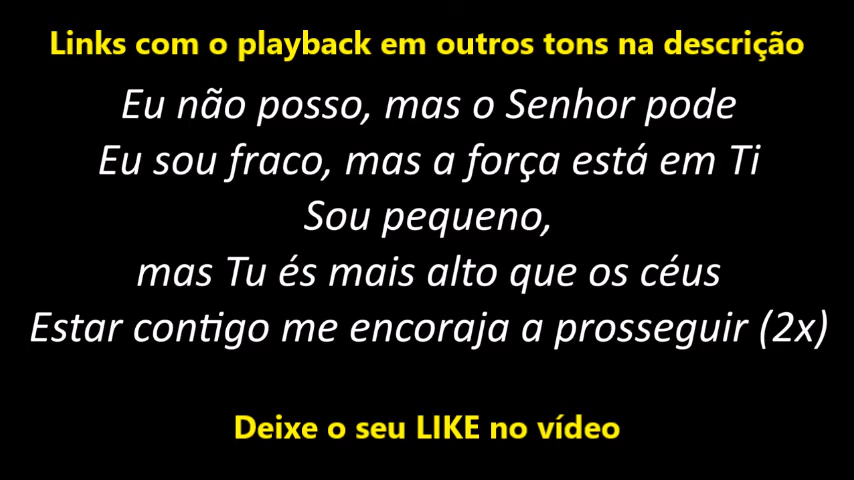 Links com o playback em outros tons na descrição
Eu não posso, mas o Senhor pode
Eu sou fraco, mas a força está em Ti
Sou pequeno,
mas Tu és mais alto que os céus
Estar contigo me encoraja a prosseguir (2x)
Deixe o seu LIKE no vídeo